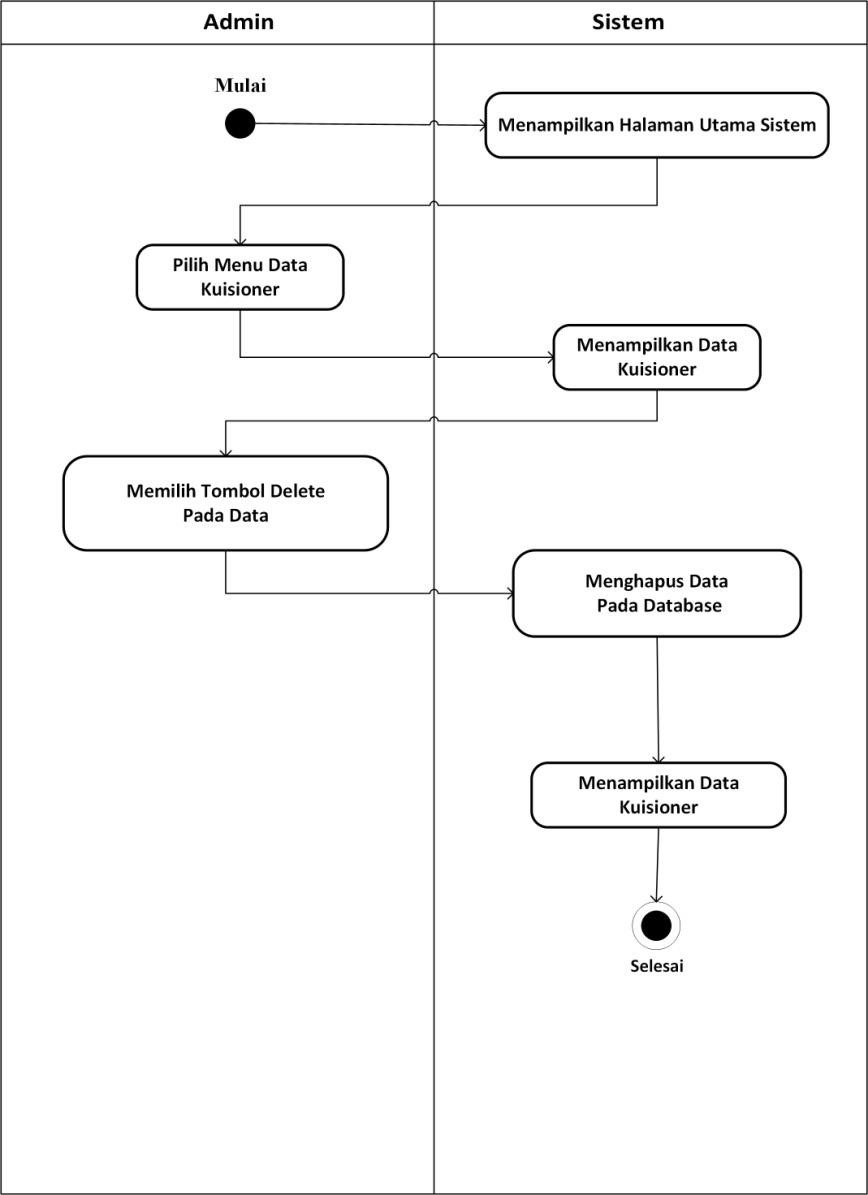 Admin
Sistem
Mulai
Menampilkan Halaman Utama Sistem
Pilih Menu Data
Kuisioner
Menampilkan Data
Kuisioner
Memilih Tombol Delete
Pada Data
Menghapus Data
Pada Database
Menampilkan Data
Kuisioner
Selesai